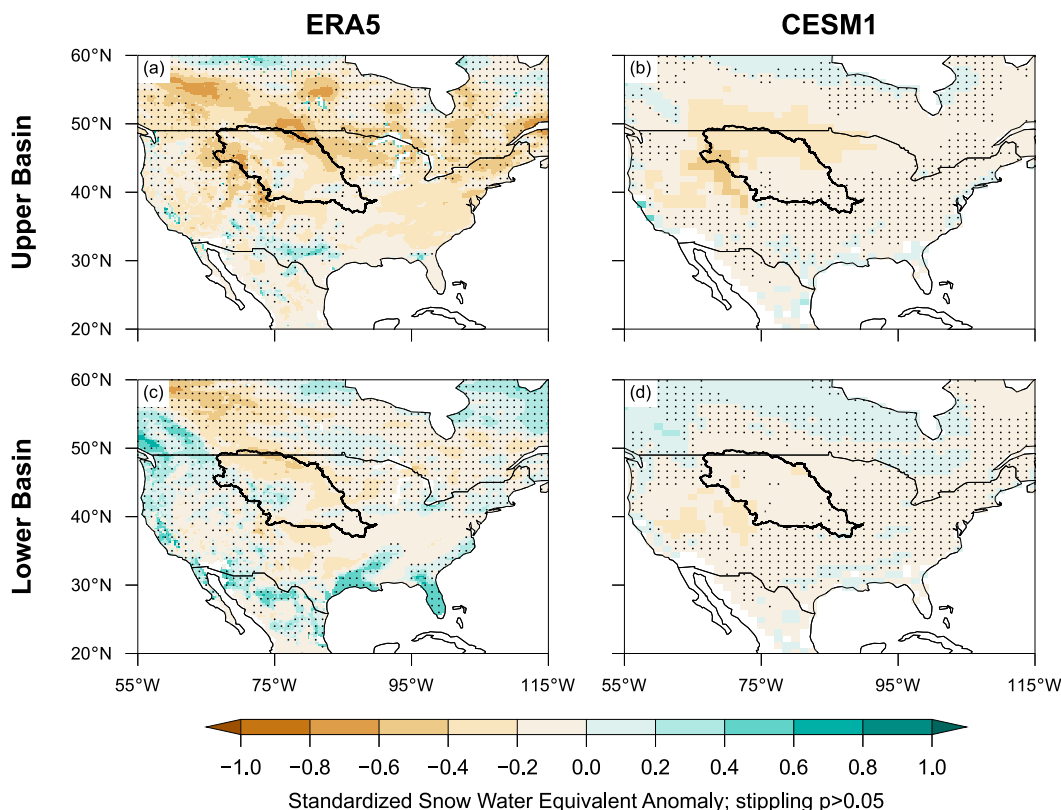 ERA5 CESM1
Upper Basin
60°N (a) (b)
50°N
40°N
30°N
20°N
Lower Basin
60°N (c) (d)
50°N
40°N
30°N
20°N
55°W 75°W 95°W 115°W 55°W 75°W 95°W 115°W
−1.0 −0.8 −0.6 −0.4 −0.2 0.0 0.2 0.4 0.6 0.8 1.0
Standardized Snow Water Equivalent Anomaly; stippling p>0.05